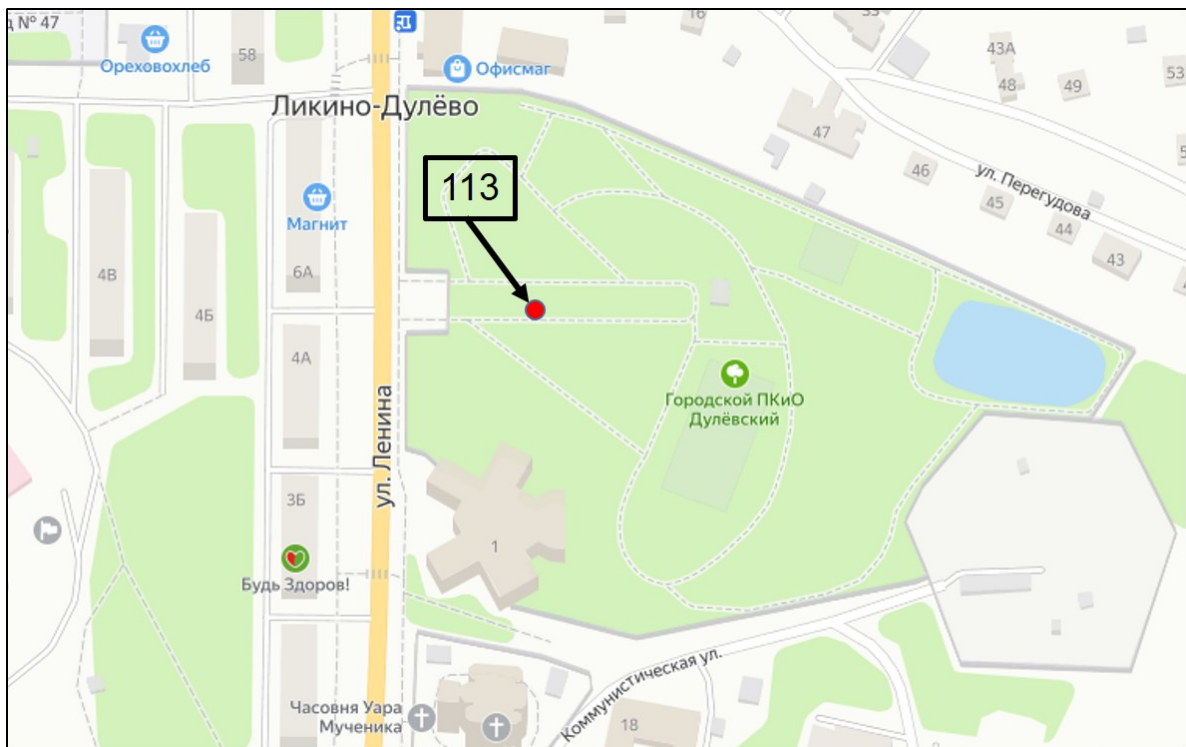 д № 47
Ореховохлеб
58
Офисмаг
16
43А
48
49
53
47
Ликино-Дулёво
113
46
ул. Перегудова
45
44
43
Магнит
6А
4В
4Б
4А
ул. Ленина
Городской ПКиО
Дулёвский
3Б
1
Будь Здоров!
Коммунистическая ул.
Часовня Уара
Мученика
18